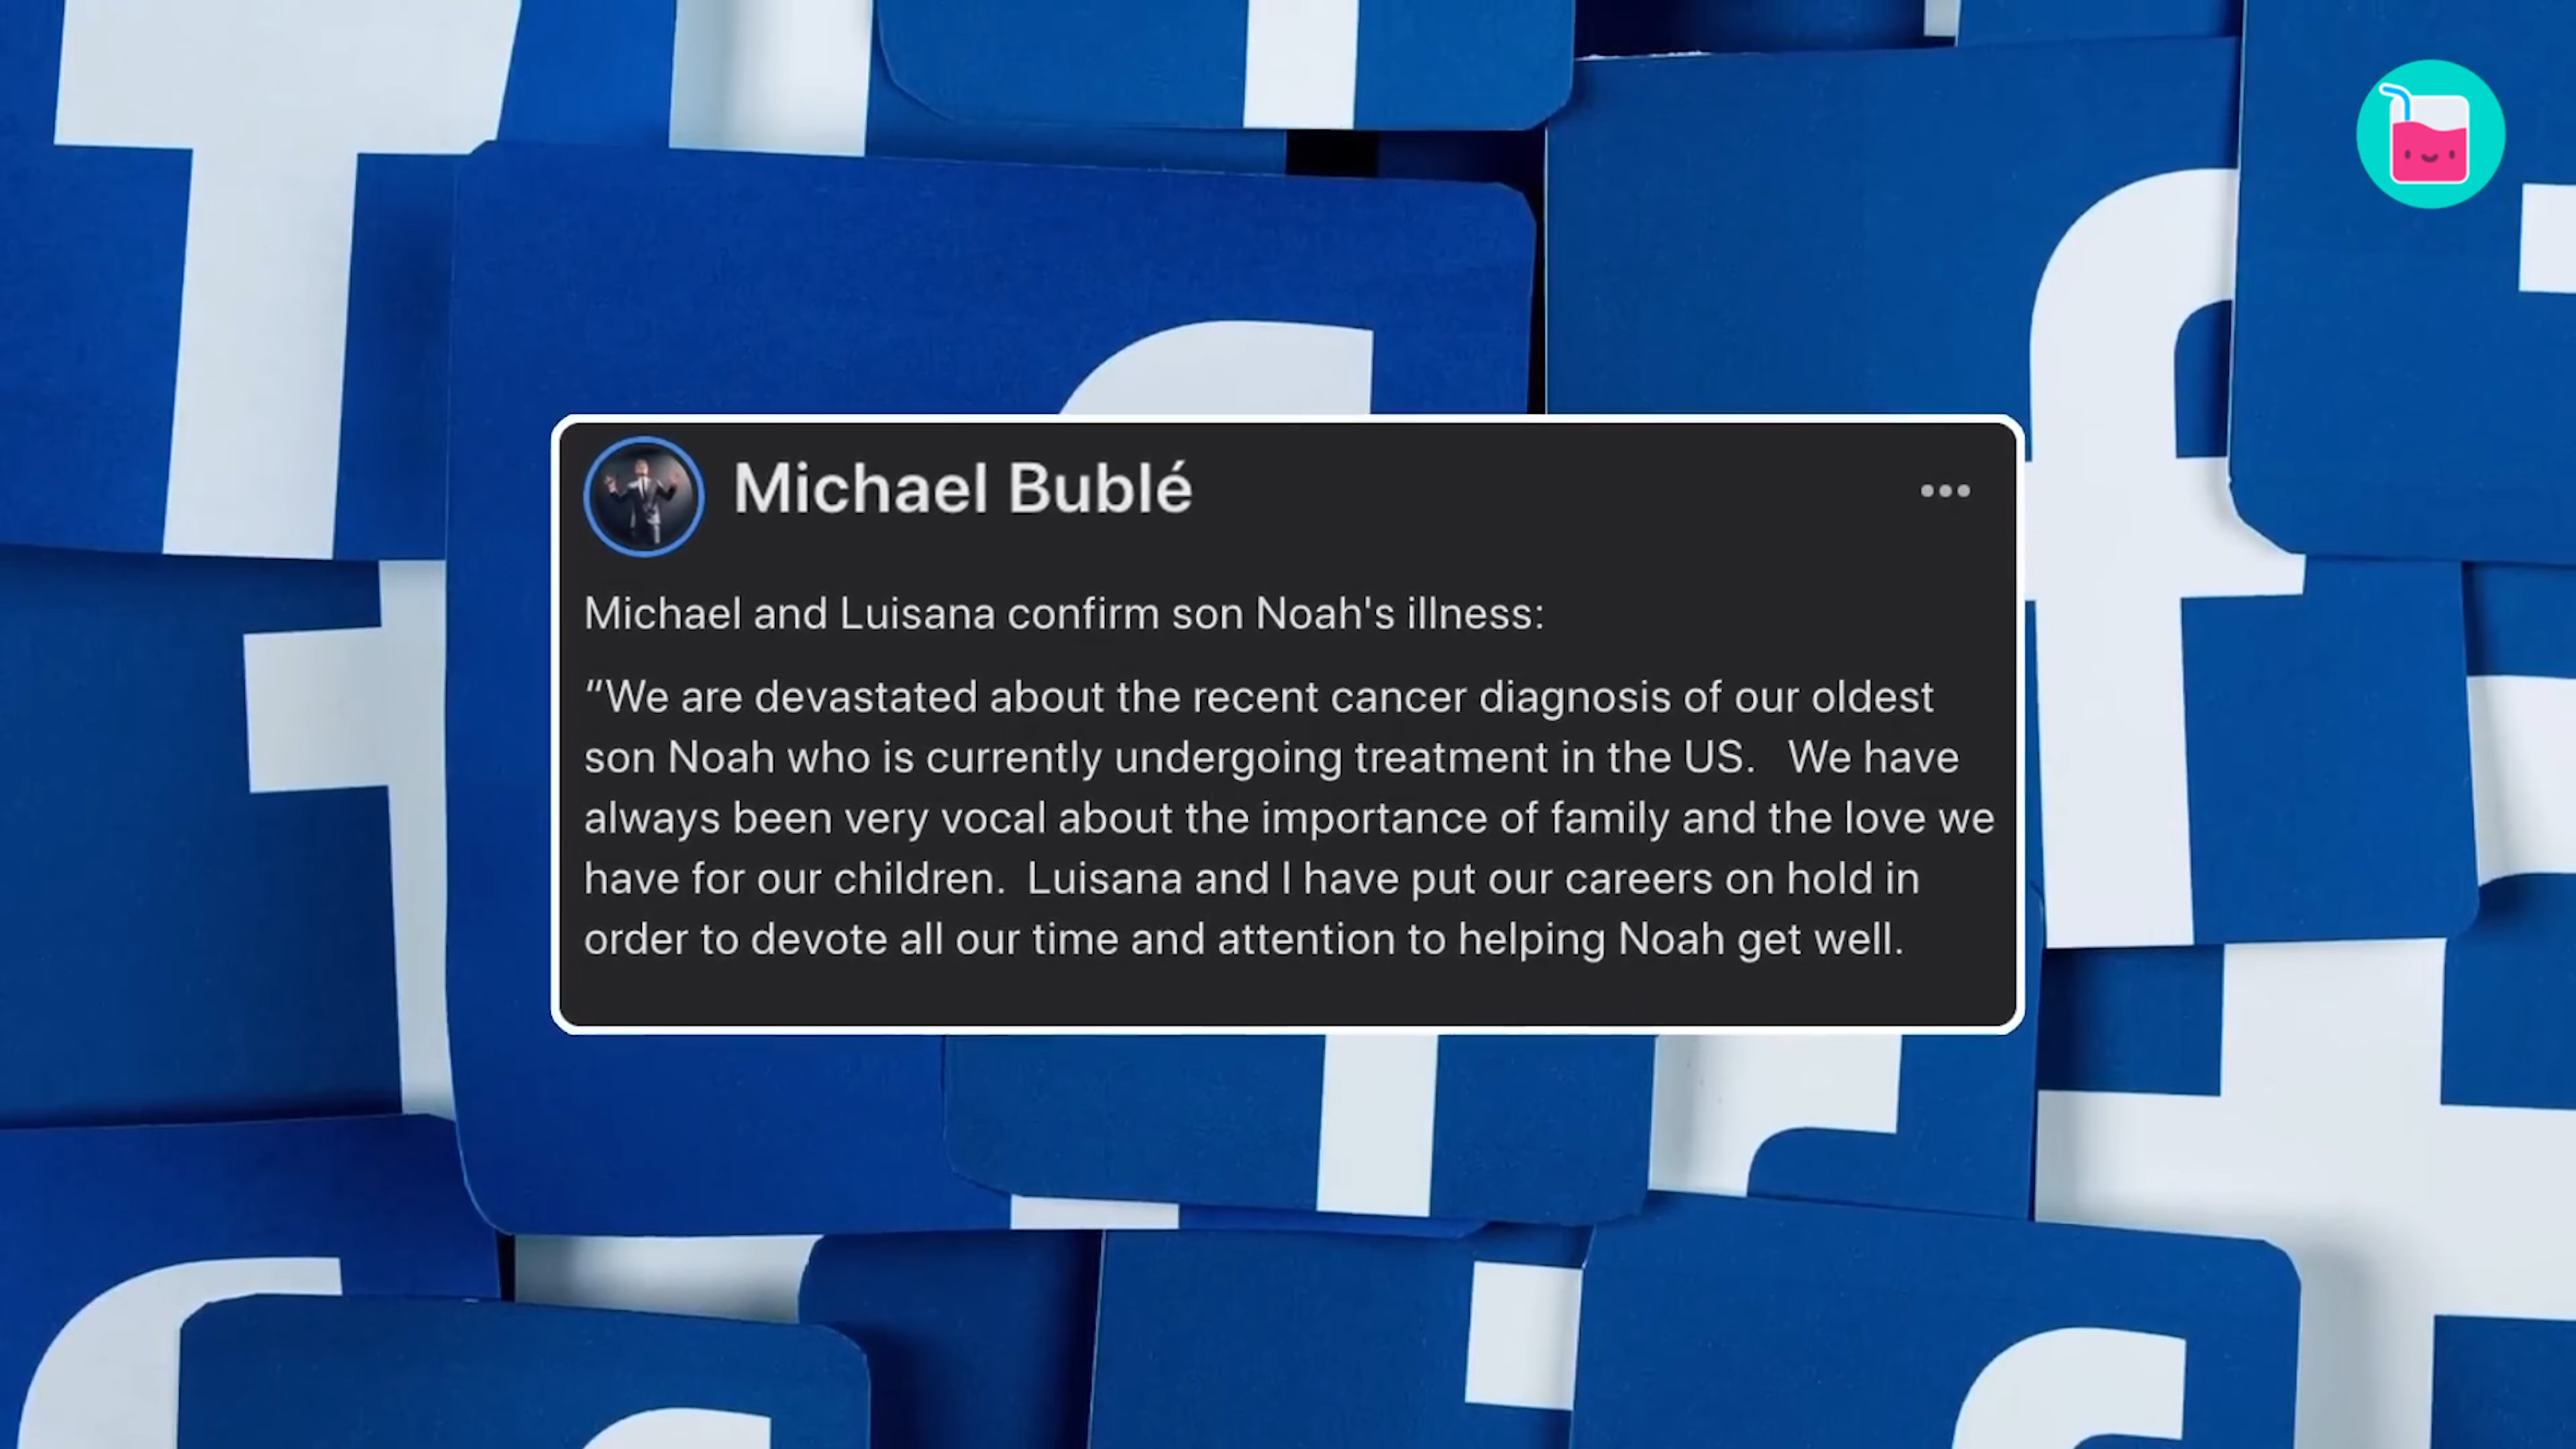 Michael Bublé
Michael and Luisana confirm son Noah's illness:
“We are devastated about the recent cancer diagnosis of our oldest
son Noah who is currently undergoing treatment in the US.   We have
always been very vocal about the importance of family and the love we
have for our children.  Luisana and I have put our careers on hold in
order to devote all our time and attention to helping Noah get well.